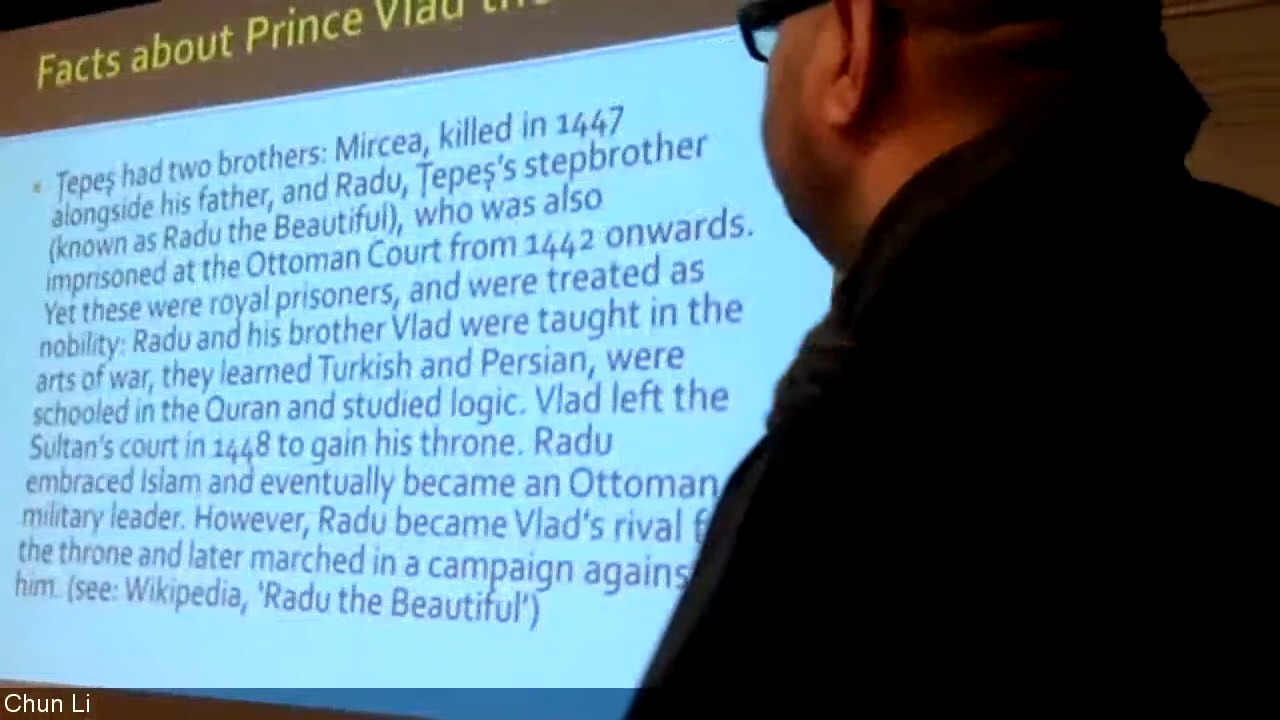 Facts about Prince Vlad
Țepeș had two brothers: Mircea, killed in 1447
alongside his father, and Radu, Țepeș's stepbrother
(known as Radu the Beautiful), who was also
imprisoned at the Ottoman Court from 1442 onwards.
Yet these were royal prisoners, and were treated as
nobility: Radu and his brother Vlad were taught in the
arts of war, they learned Turkish and Persian, were
schooled in the Quran and studied logic. Vlad left the
Sultan's court in 1448 to gain his throne. Radu
embraced Islam and eventually became an Ottoman
military leader. However, Radu became Vlad's rival
the throne and later marched in a campaign agains
him. (see: Wikipedia, 'Radu the Beautiful')
Chun Li